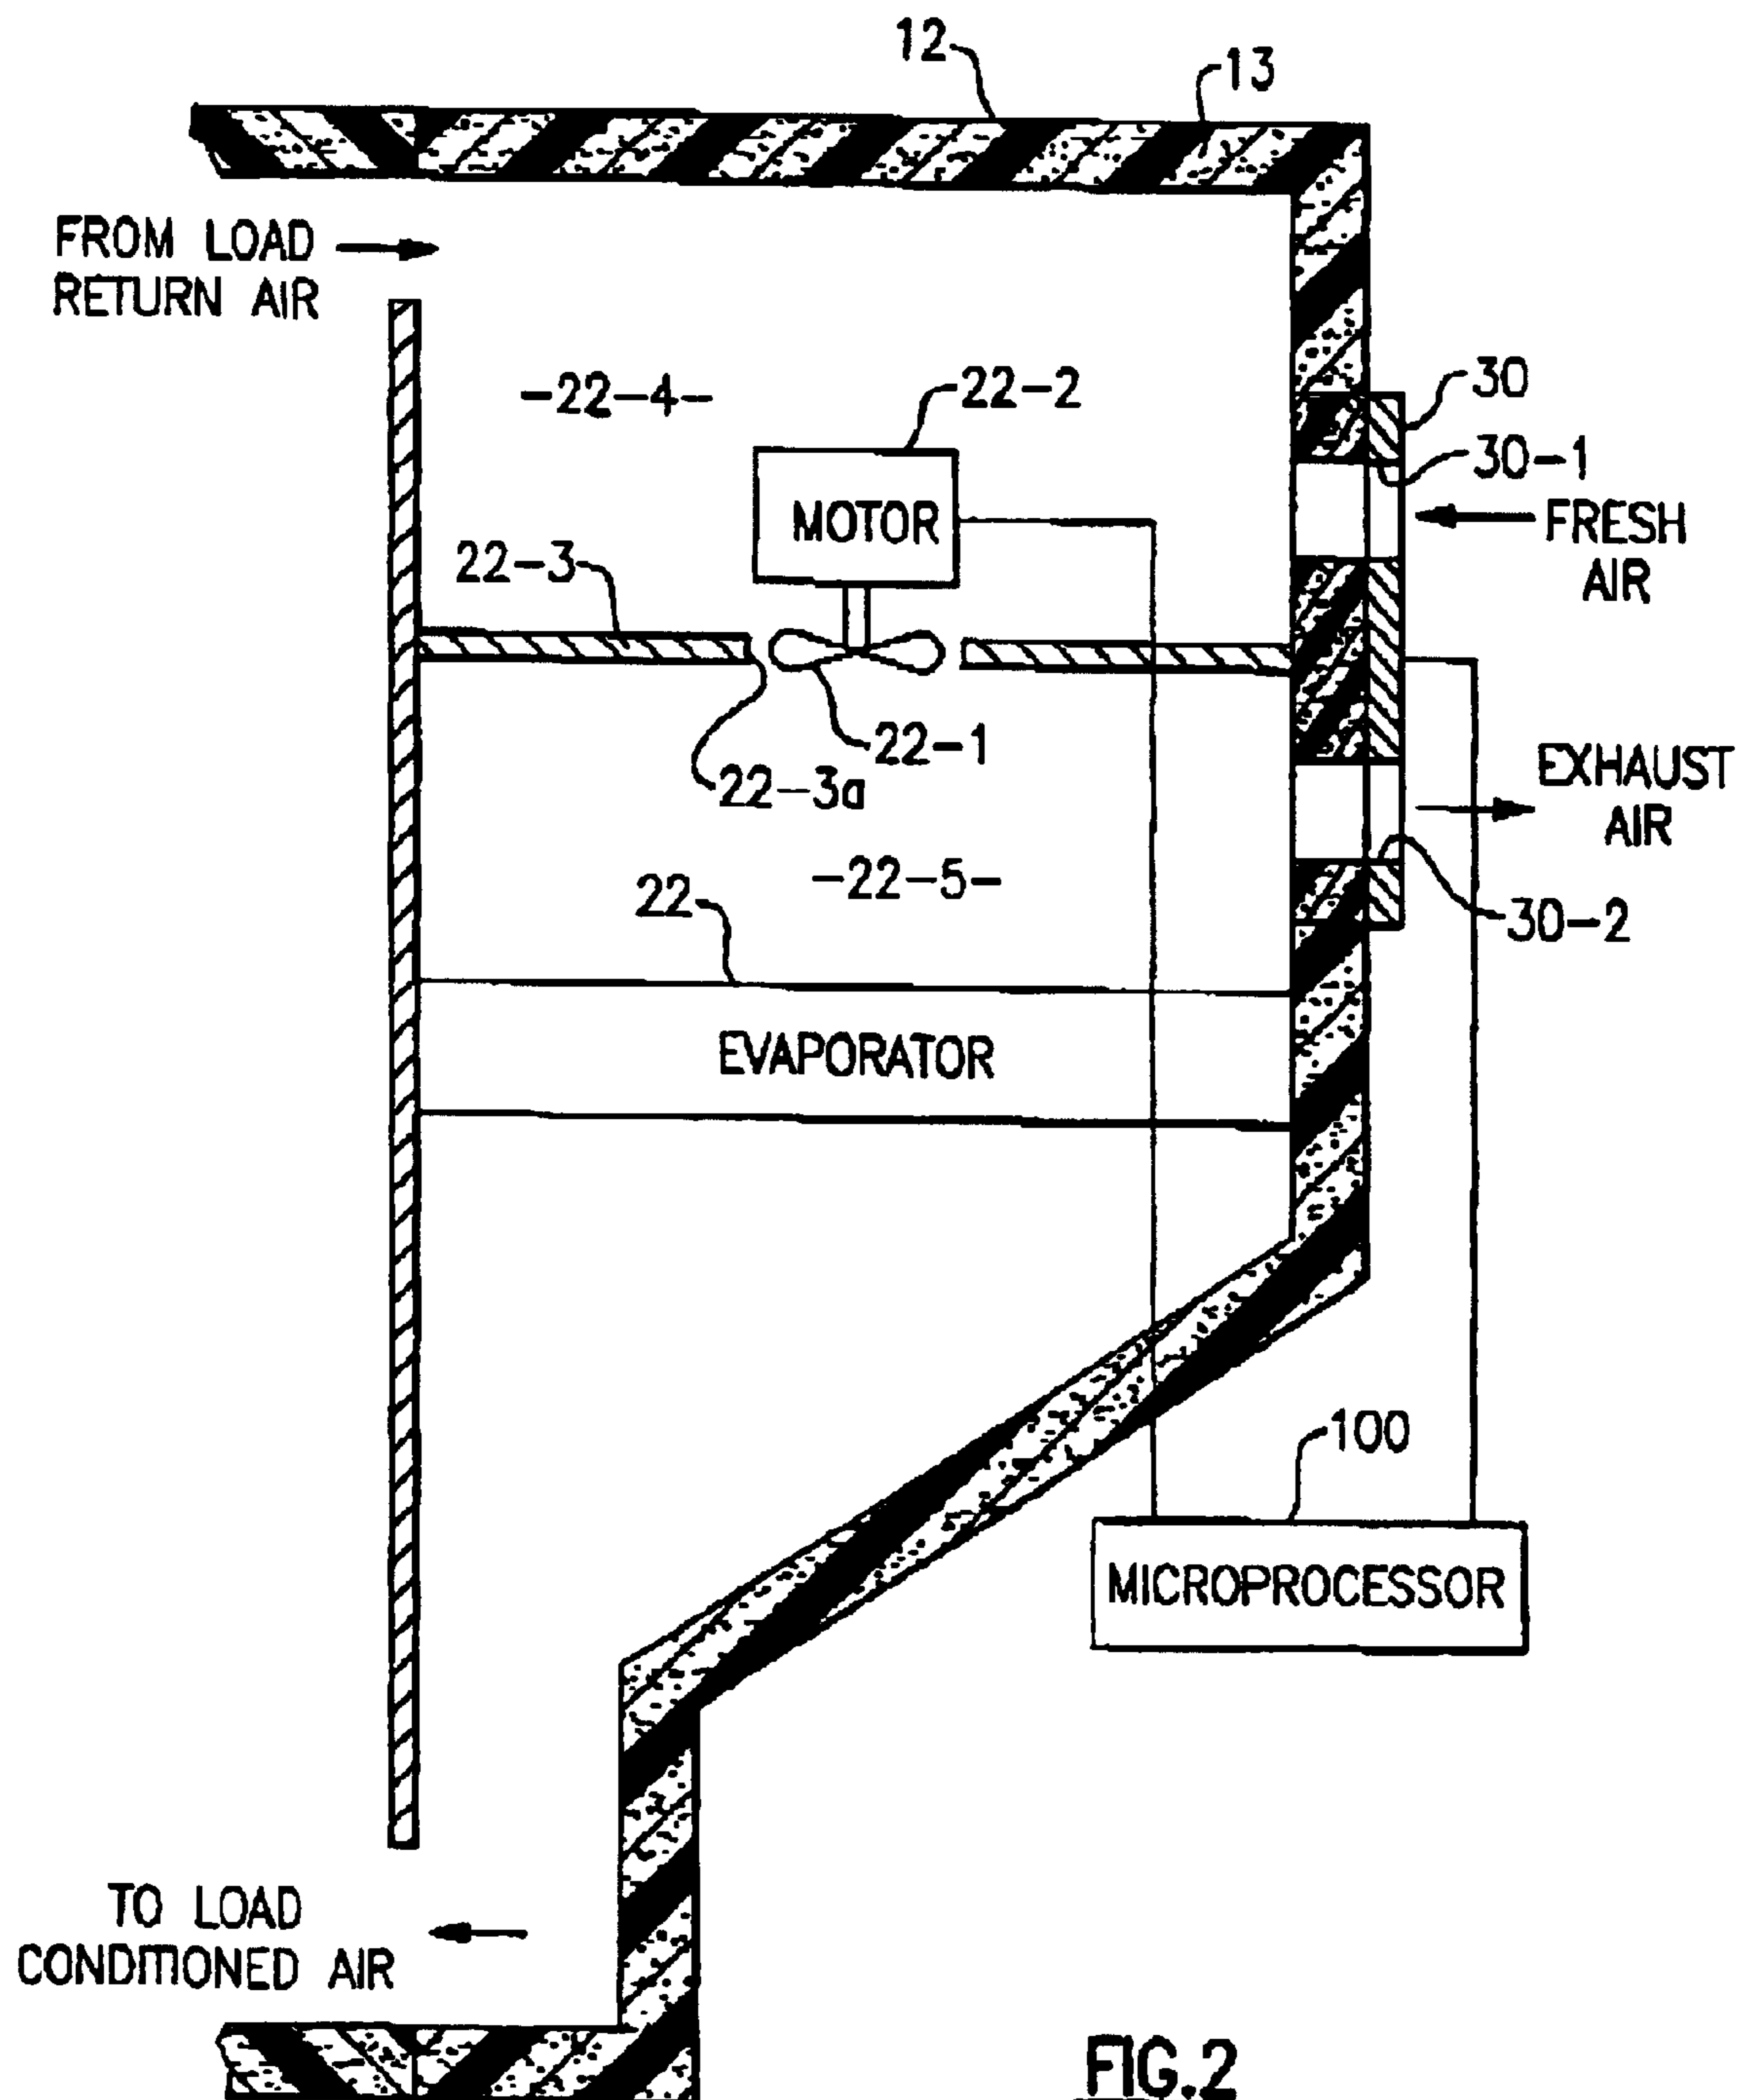 12
13
FROM LOAD
RETURN AIR
-22-4-
22-2
30
30-1
MOTOR
FRESH
AIR
22-3
22-1
22-3a
EXHAUST
AIR
-22-5-
22
30-2
EVAPORATOR
100
MICROPROCESSOR
TO LOAD
CONDITIONED AIR
FIG.2